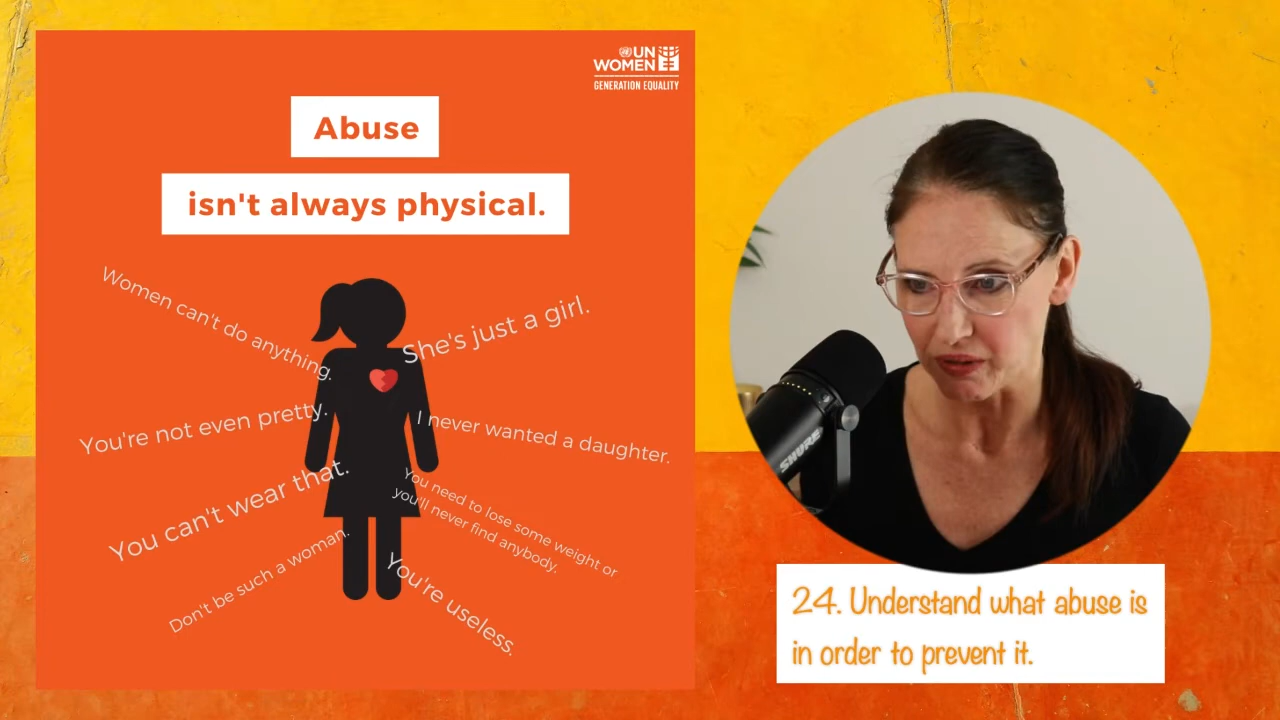 UN
WOMEN
GENERATION EQUALITY
Abuse
isn't always physical.
Women can't do anything.
She's just a girl.
You're not even pretty.
I never wanted a daughter.
You can't wear that.
You need to lose some weight or
you'll never find anybody.
Don't be such a woman.
You're useless.
SHURE
24. Understand what abuse is
in order to prevent it.